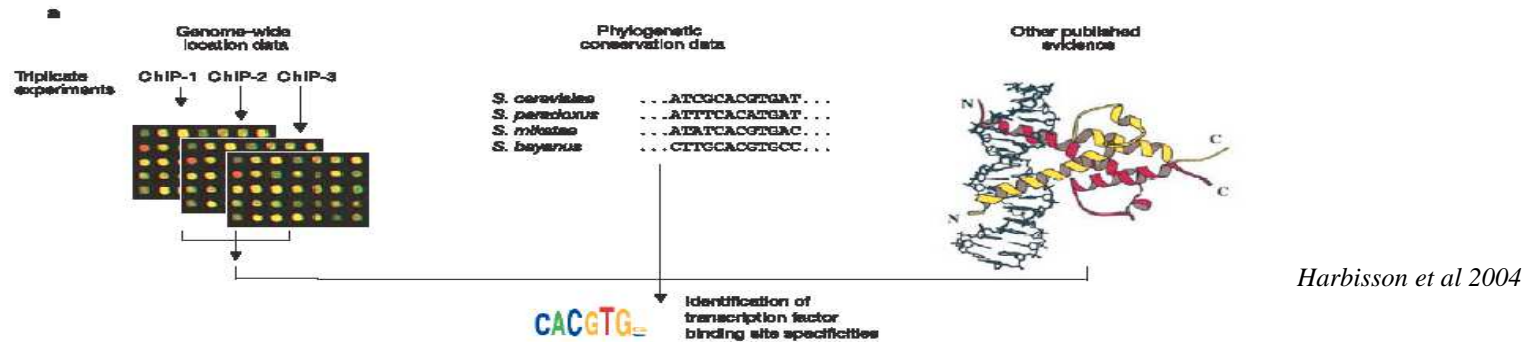 a
Genome-wide
location data
Phylogenetic
conservation data
Other published
evidence
Triplicate
experiments
ChIP-1 ChIP-2 ChIP-3
S. cerevisiae ...ATCGCACGTGAT...
S. paradoxus ...ATTTCACATGAT...
S. mikatae ...ATATCACGTGAC...
S. bayanus ...CTTGCACGTGCC...
N
C
C
N
Harbisson et al 2004
CACGTG
Identification of
transcription factor
binding site specificities